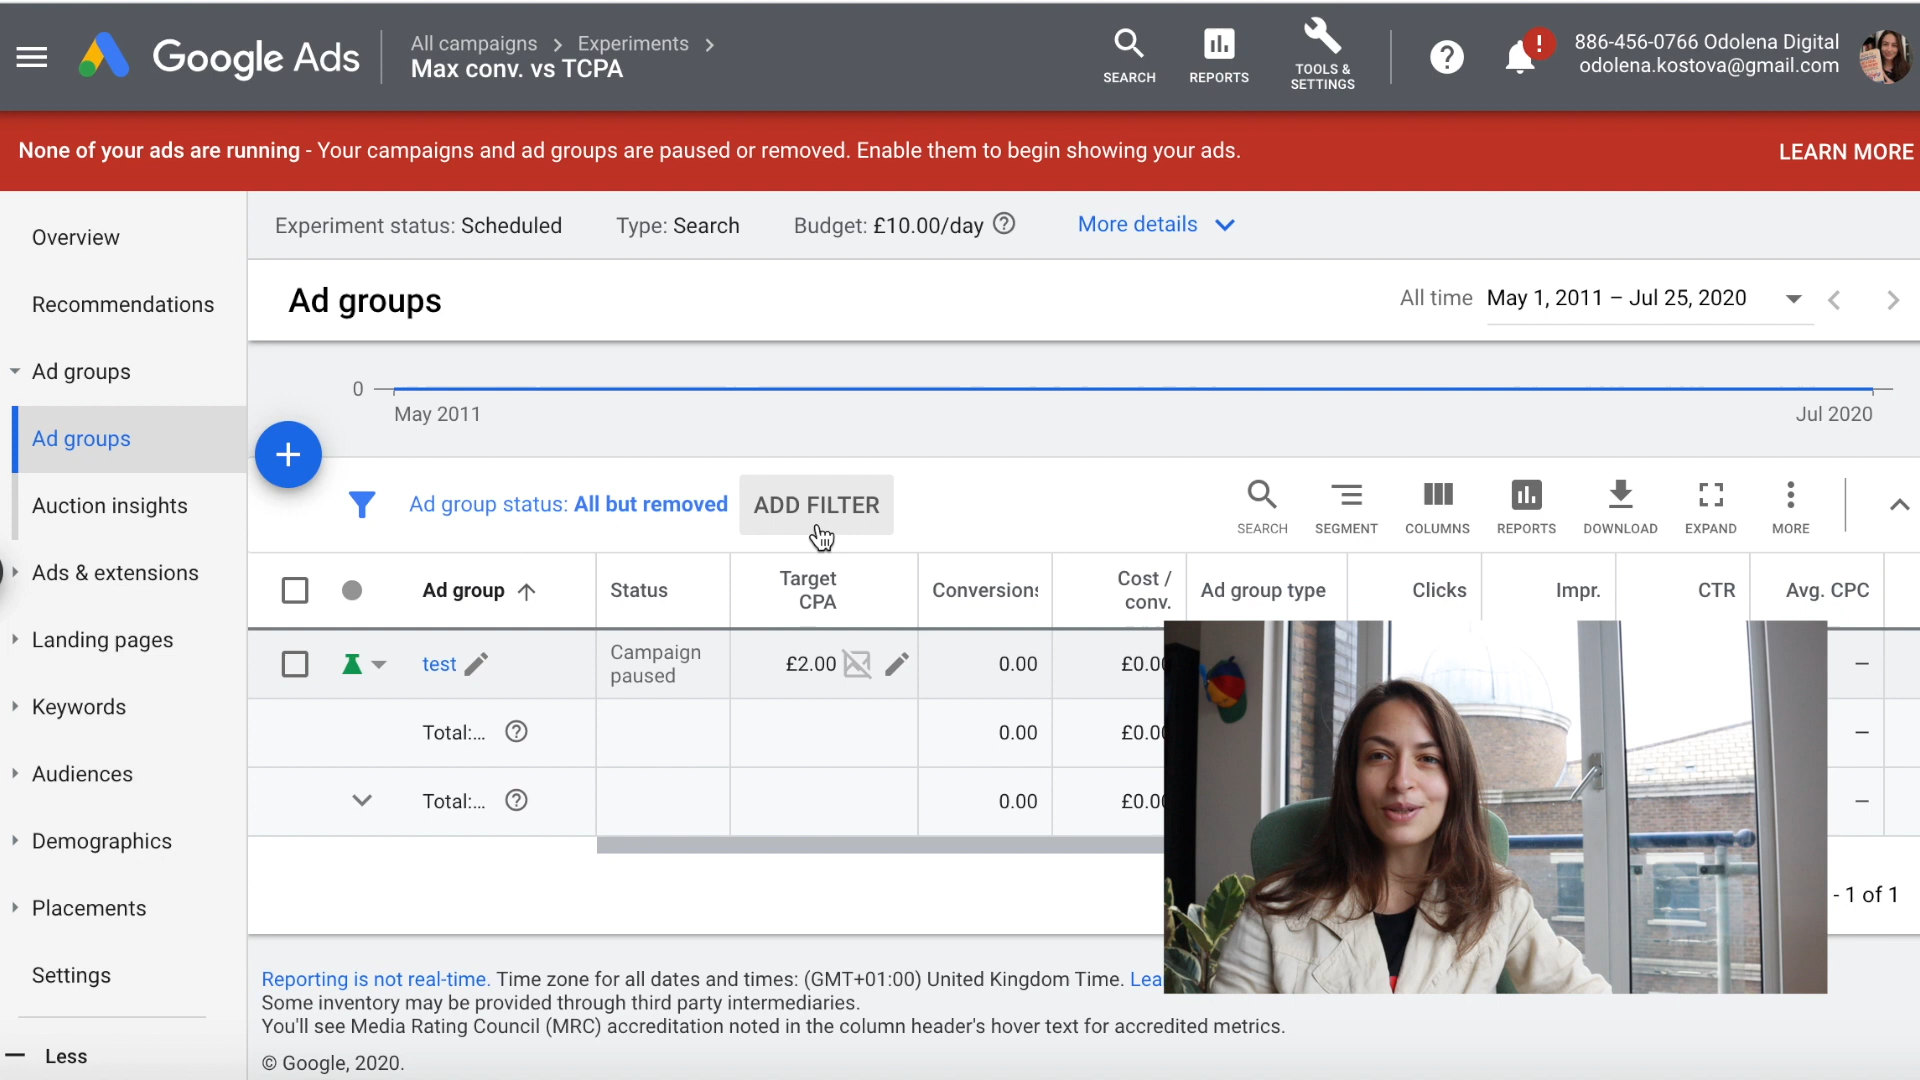 Google Ads
All campaigns > Experiments >
Max conv. vs TCPA
SEARCH
REPORTS
TOOLS &
SETTINGS
886-456-0766 Odolena Digital
odolena.kostova@gmail.com
None of your ads are running - Your campaigns and ad groups are paused or removed. Enable them to begin showing your ads.
LEARN MORE
Overview
Recommendations
Ad groups
Ad groups
Auction insights
Ads & extensions
Landing pages
Keywords
Audiences
Demographics
Placements
Settings
Less
Experiment status: Scheduled
Type: Search
Budget: £10.00/day
More details
Ad groups
All time May 1, 2011 – Jul 25, 2020
0
May 2011
Jul 2020
Ad group status: All but removed
ADD FILTER
SEARCH
SEGMENT
COLUMNS
REPORTS
DOWNLOAD
EXPAND
MORE
Ad group
Status
Target
CPA
Conversions
Cost /
conv.
Ad group type
Clicks
Impr.
CTR
Avg. CPC
test
Campaign
paused
£2.00
0.00
£0.00
–
Total:...
0.00
£0.00
–
Total:...
0.00
£0.00
–
- 1 of 1
Reporting is not real-time. Time zone for all dates and times: (GMT+01:00) United Kingdom Time. Lea
Some inventory may be provided through third party intermediaries.
You'll see Media Rating Council (MRC) accreditation noted in the column header's hover text for accredited metrics.
© Google, 2020.